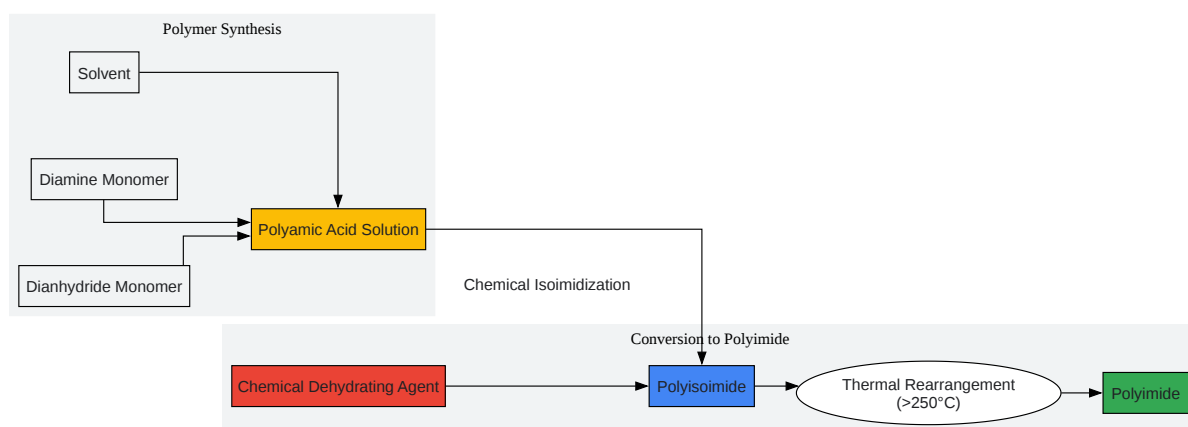 Polymer Synthesis
Solvent
Diamine Monomer
Polyamic Acid Solution
Dianhydride Monomer
Chemical Isoimidization
Conversion to Polyimide
Chemical Dehydrating Agent
Polyisoimide
Thermal Rearrangement
(>250°C)
Polyimide